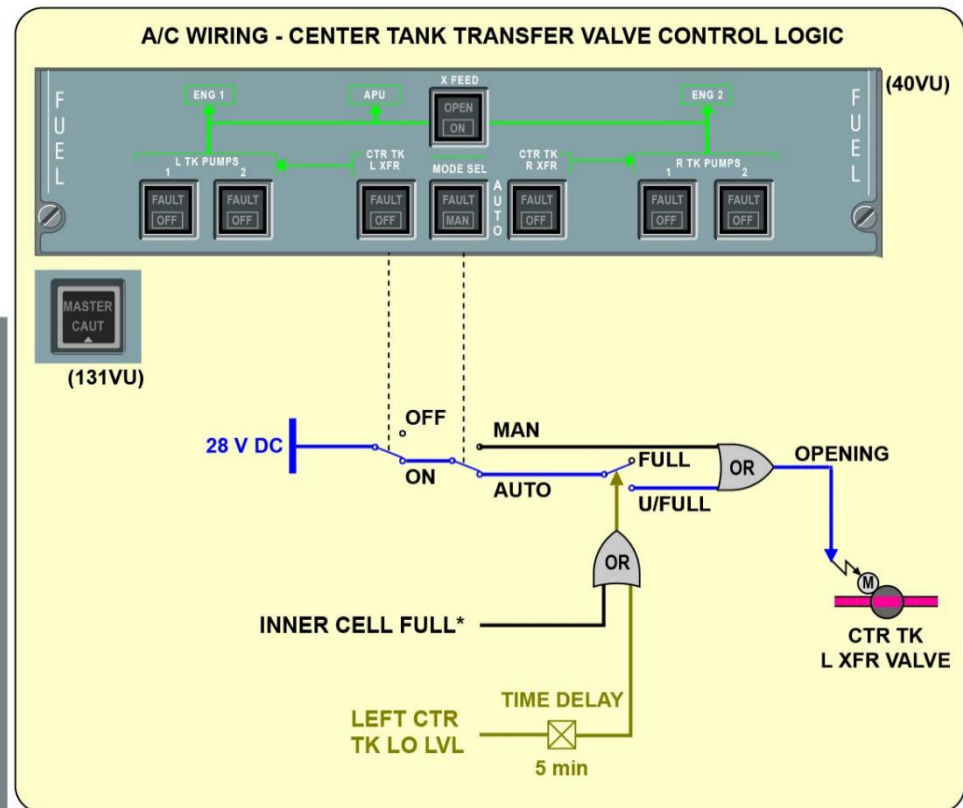 A/C WIRING - CENTER TANK TRANSFER VALVE CONTROL LOGIC
(40VU)
FUEL
FUEL
X FEED
ENG 1
APU
OPEN
ON
ENG 2
L TK PUMPS
1 2
CTR TK
L XFR
MODE SEL
AUTO
CTR TK
R XFR
R TK PUMPS
1 2
FAULT
OFF
FAULT
OFF
FAULT
OFF
FAULT
MAN
FAULT
OFF
FAULT
OFF
FAULT
OFF
MASTER
CAUT
(131VU)
28 V DC
OFF
ON
MAN
AUTO
FULL
U/FULL
OR
OPENING
OR
M
CTR TK
L XFR VALVE
INNER CELL FULL*
TIME DELAY
LEFT CTR
TK LO LVL
5 min